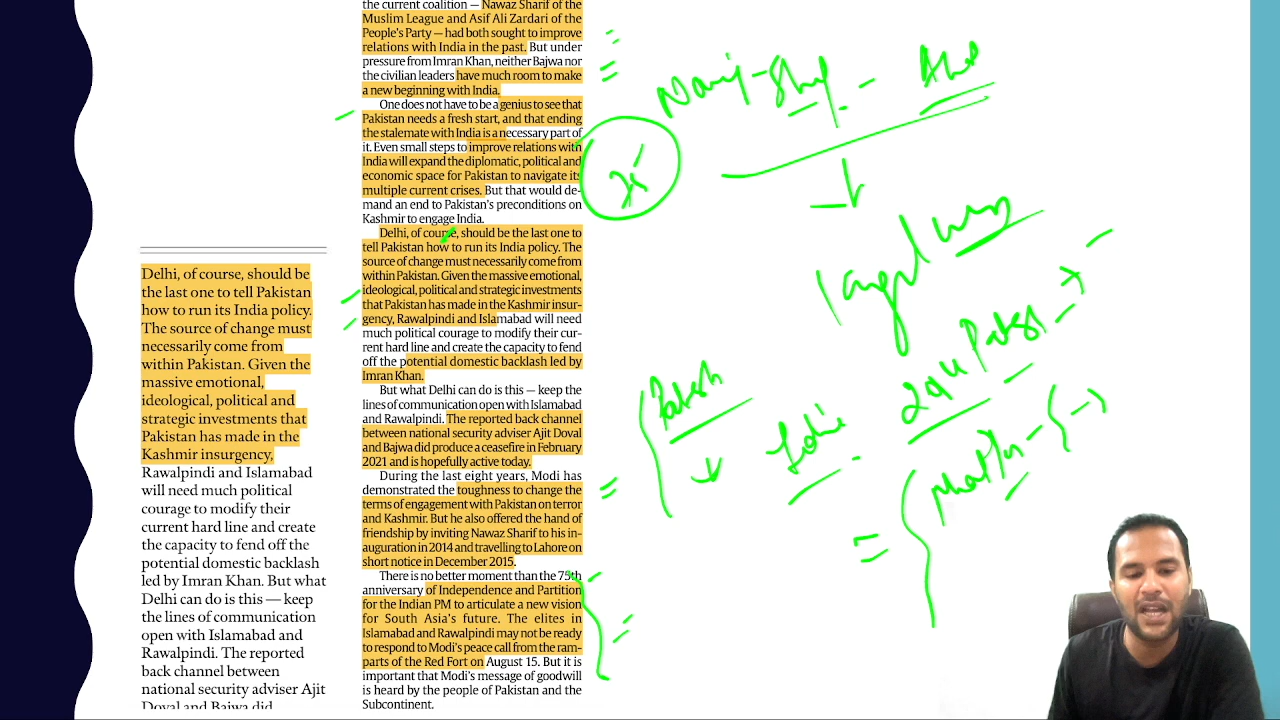 Delhi, of course, should be
the last one to tell Pakistan
how to run its India policy.
The source of change must
necessarily come from
within Pakistan. Given the
massive emotional,
ideological, political and
strategic investments that
Pakistan has made in the
Kashmir insurgency,
Rawalpindi and Islamabad
will need much political
courage to modify their
current hard line and create
the capacity to fend off the
potential domestic backlash
led by Imran Khan. But what
Delhi can do is this — keep
the lines of communication
open with Islamabad and
Rawalpindi. The reported
back channel between
national security adviser Ajit
Doval and Bajwa did
the current coalition — Nawaz Sharif of the
Muslim League and Asif Ali Zardari of the
People's Party — had both sought to improve
relations with India in the past. But under
pressure from Imran Khan, neither Bajwa nor
the civilian leaders have much room to make
a new beginning with India.
One does not have to be a genius to see that
Pakistan needs a fresh start, and that ending
the stalemate with India is a necessary part of
it. Even small steps to improve relations with
India will expand the diplomatic, political and
economic space for Pakistan to navigate its
multiple current crises. But that would de-
mand an end to Pakistan's preconditions on
Kashmir to engage India.
Delhi, of course, should be the last one to
tell Pakistan how to run its India policy. The
source of change must necessarily come from
within Pakistan. Given the massive emotional,
ideological, political and strategic investments
that Pakistan has made in the Kashmir insur-
gency, Rawalpindi and Islamabad will need
much political courage to modify their cur-
rent hard line and create the capacity to fend
off the potential domestic backlash led by
Imran Khan.
But what Delhi can do is this — keep the
lines of communication open with Islamabad
and Rawalpindi. The reported back channel
between national security adviser Ajit Doval
and Bajwa did produce a ceasefire in February
2021 and is hopefully active today.
During the last eight years, Modi has
demonstrated the toughness to change the
terms of engagement with Pakistan on terror
and Kashmir. But he also offered the hand of
friendship by inviting Nawaz Sharif to his in-
auguration in 2014 and travelling to Lahore on
short notice in December 2015.
There is no better moment than the 75th
anniversary of Independence and Partition
for the Indian PM to articulate a new vision
for South Asia's future. The elites in
Islamabad and Rawalpindi may not be ready
to respond to Modi's peace call from the ram-
parts of the Red Fort on August 15. But it is
important that Modi's message of goodwill
is heard by the people of Pakistan and the
Subcontinent.
India